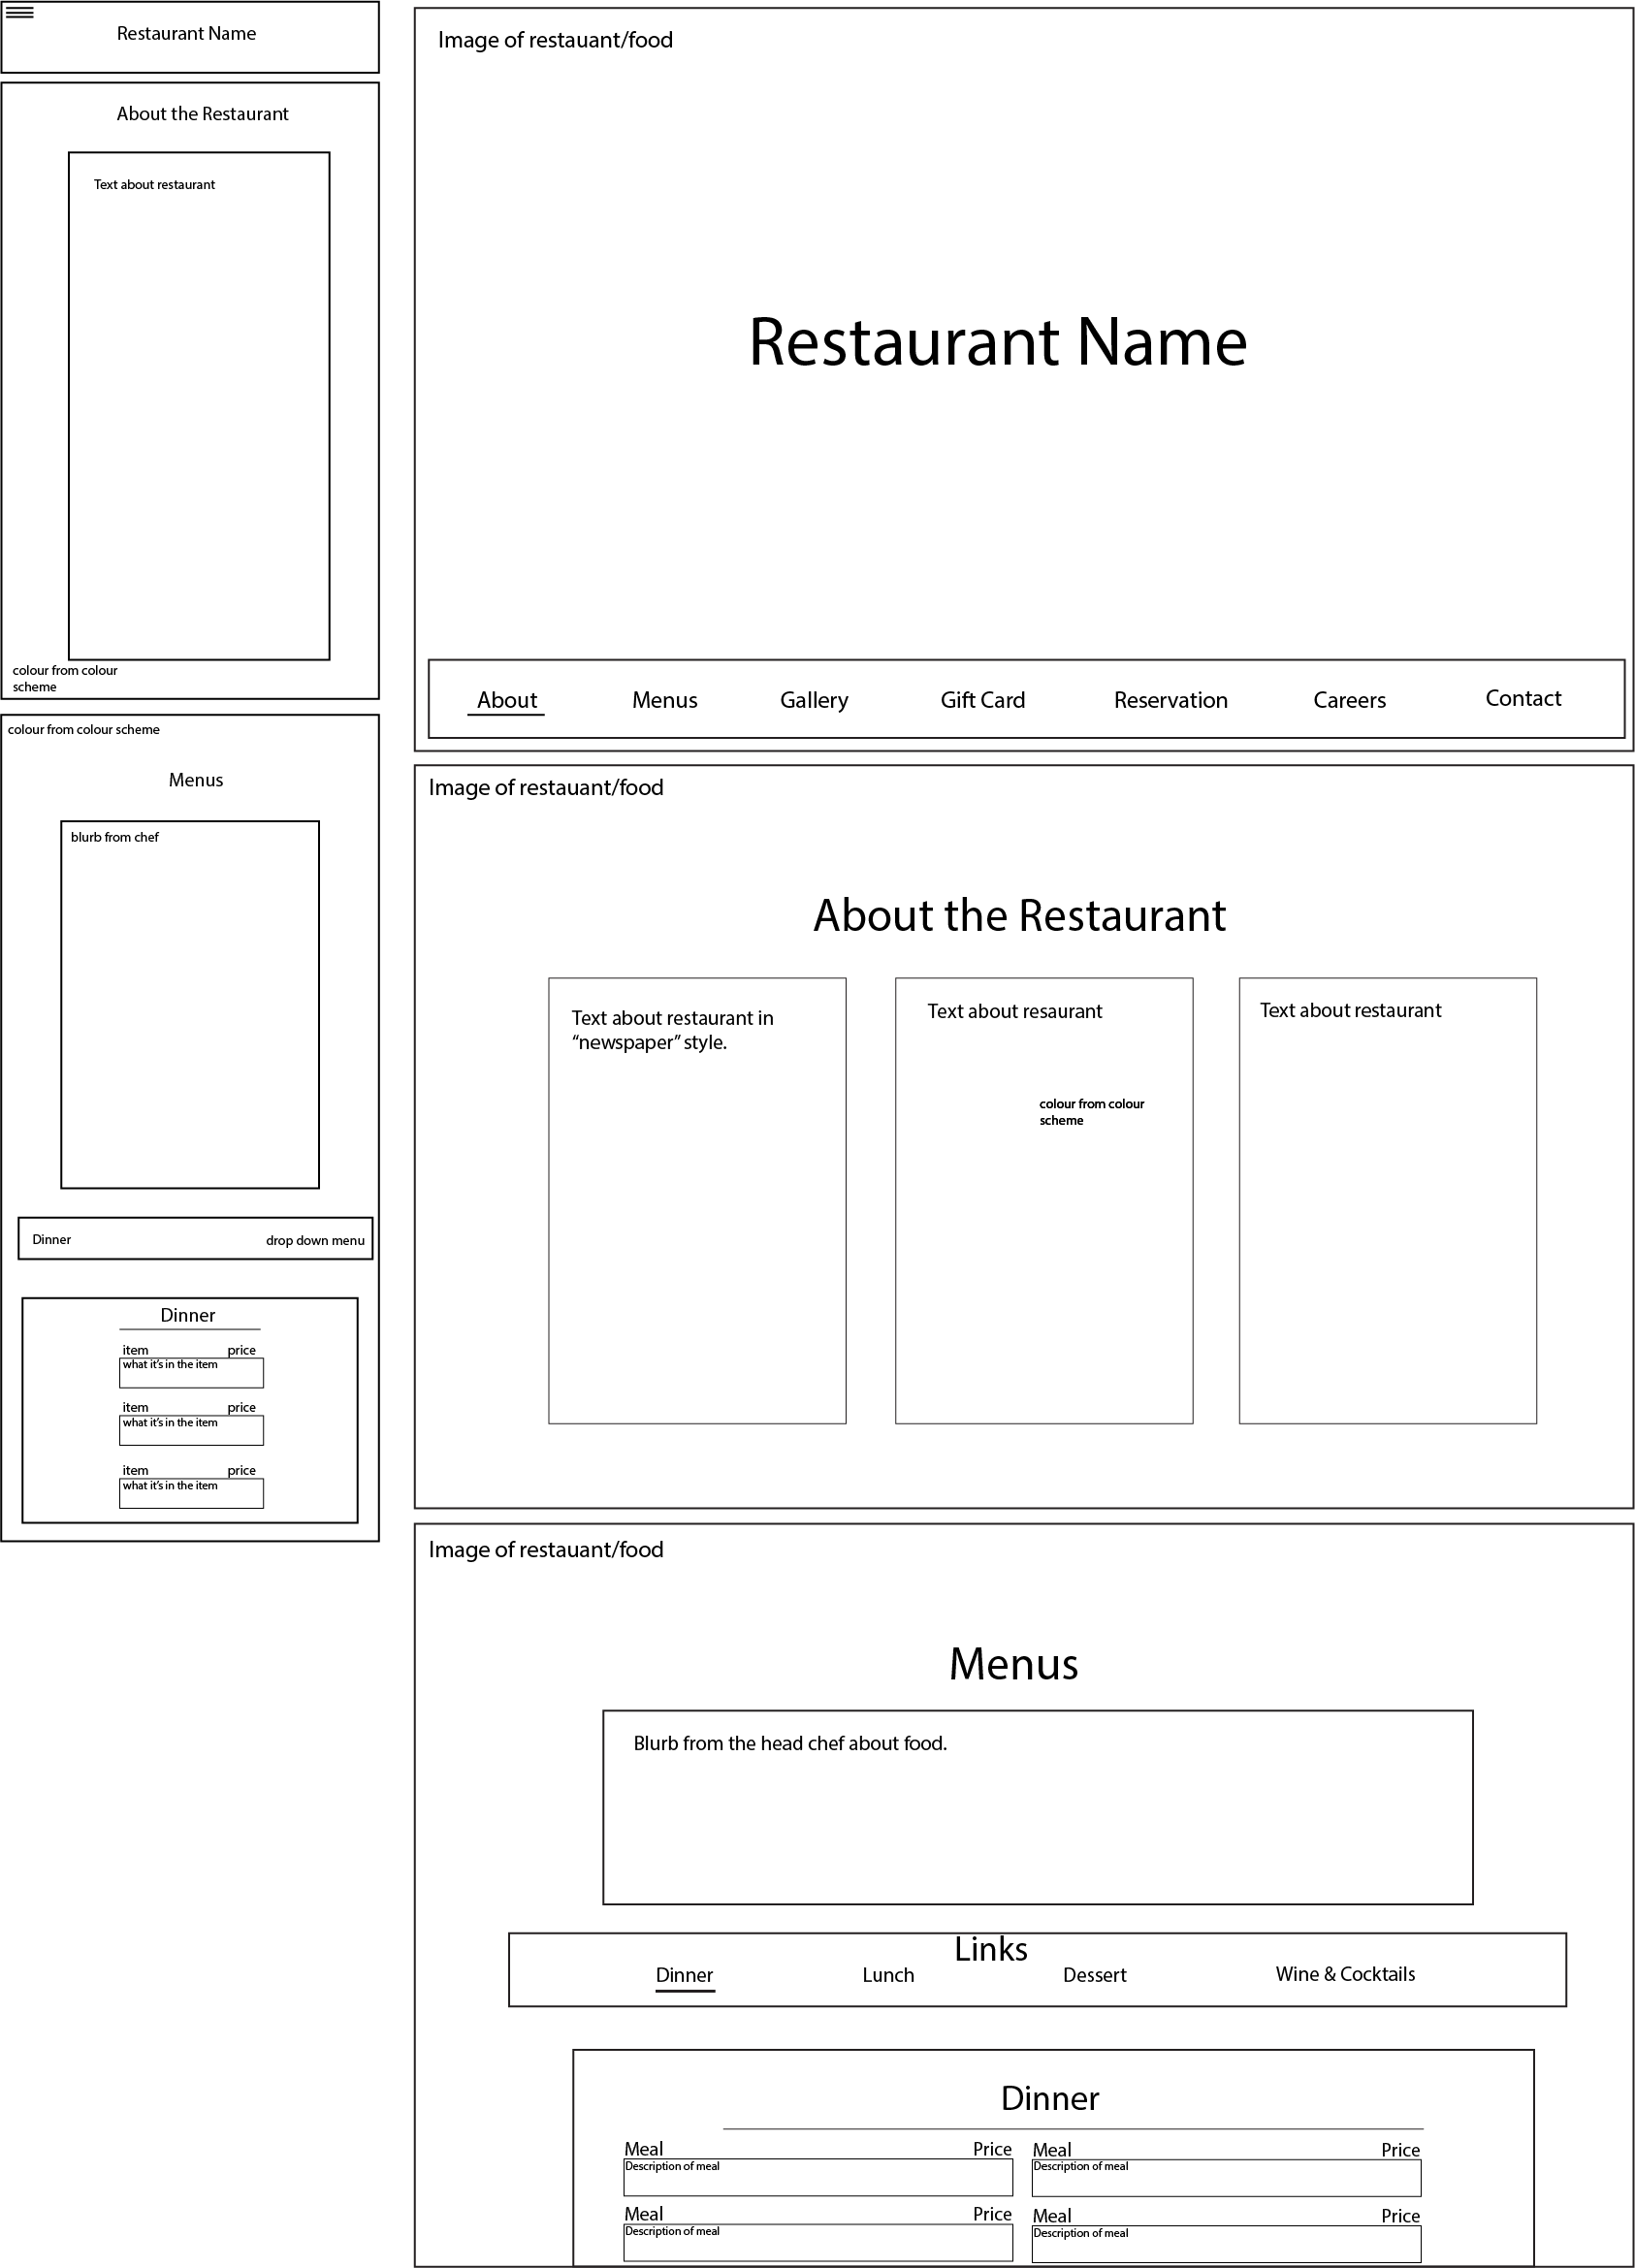 Restaurant Name
About the Restaurant
Text about restaurant
colour from colour
scheme
colour from colour scheme
Menus
blurb from chef
Dinner drop down menu
Dinner
item price
what it's in the item
item price
what it's in the item
item price
what it's in the item
Image of restauant/food
Restaurant Name
About Menus Gallery Gift Card Reservation Careers Contact
Image of restauant/food
About the Restaurant
Text about restaurant in
“newspaper” style.
Text about resaurant
colour from colour
scheme
Text about restaurant
Image of restauant/food
Menus
Blurb from the head chef about food.
Links
Dinner Lunch Dessert Wine & Cocktails
Dinner
Meal Price Meal Price
Description of meal Description of meal
Meal Price Meal Price
Description of meal Description of meal